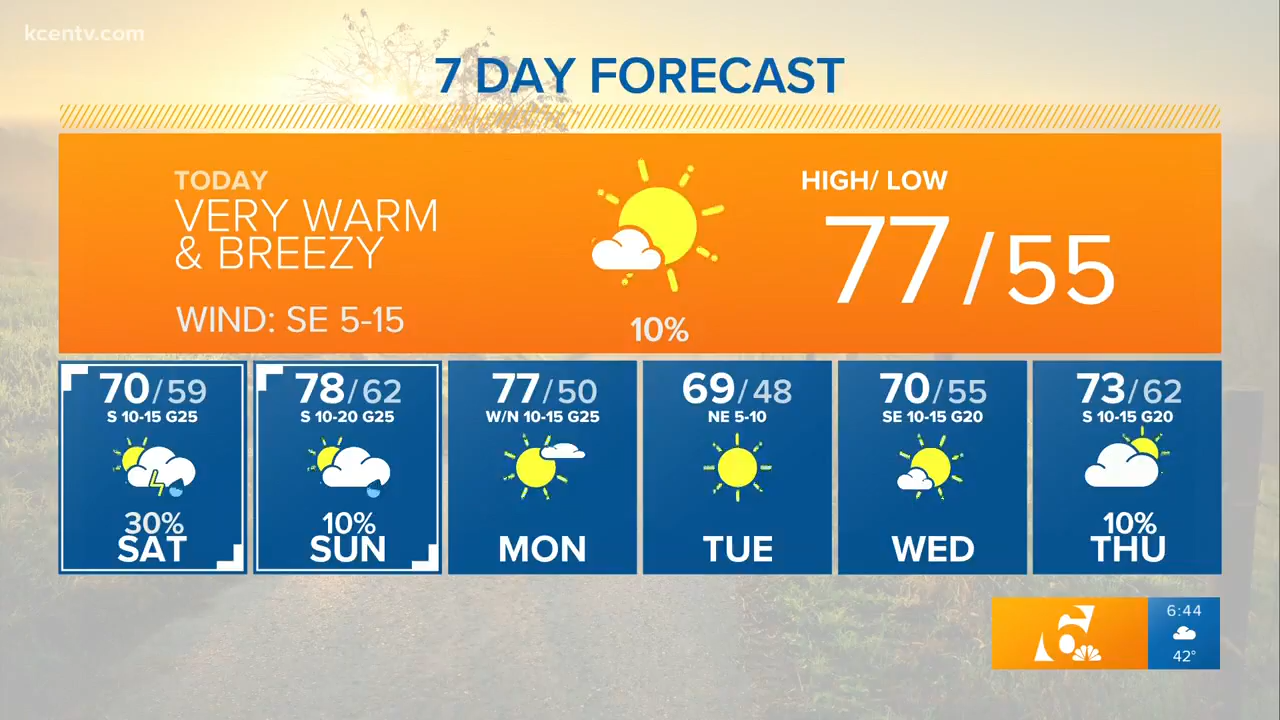 kcentv.com
7 DAY FORECAST
TODAY
VERY WARM
& BREEZY
WIND: SE 5-15
10%
HIGH/ LOW
77/55
70/59
S 10-15 G25
30%
SAT
78/62
S 10-20 G25
10%
SUN
77/50
W/N 10-15 G25
MON
69/48
NE 5-10
TUE
70/55
SE 10-15 G20
WED
73/62
S 10-15 G20
10%
THU
6
6:44
42°